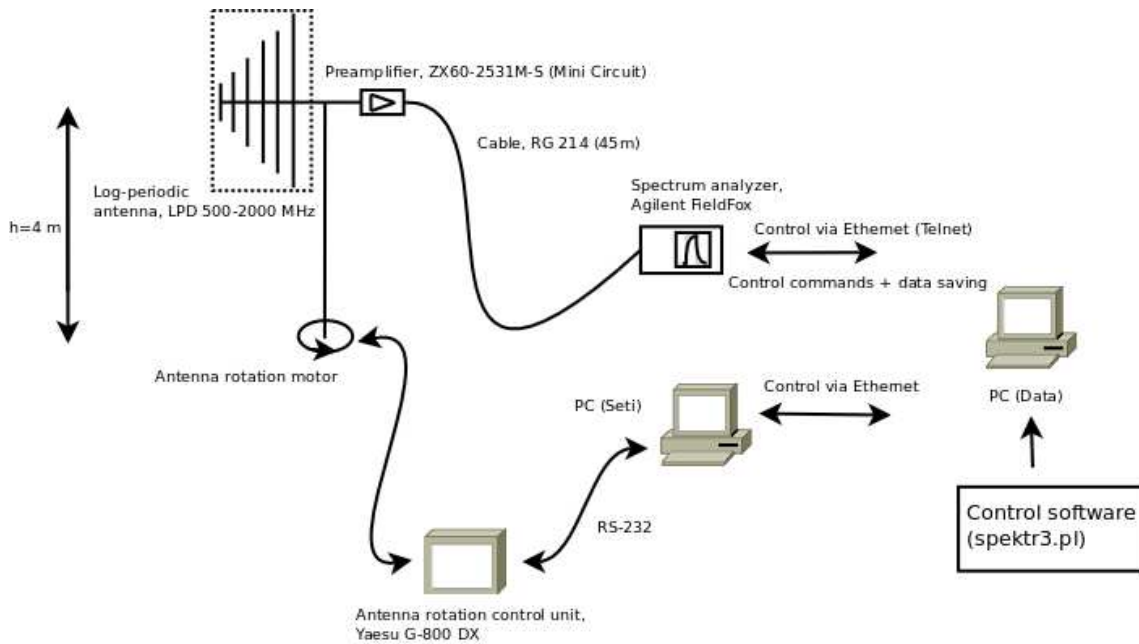 Preamplifier, ZX60-2531M-S (Mini Circuit)
Cable, RG 214 (45m)
Log-periodic
antenna, LPD 500-2000 MHz
h=4 m
Spectrum analyzer,
Agilent FieldFox
Control via Ethernet (Telnet)
Control commands + data saving
Antenna rotation motor
PC (Seti)
Control via Ethernet
PC (Data)
RS-232
Control software
(spektr3.pl)
Antenna rotation control unit,
Yaesu G-800 DX